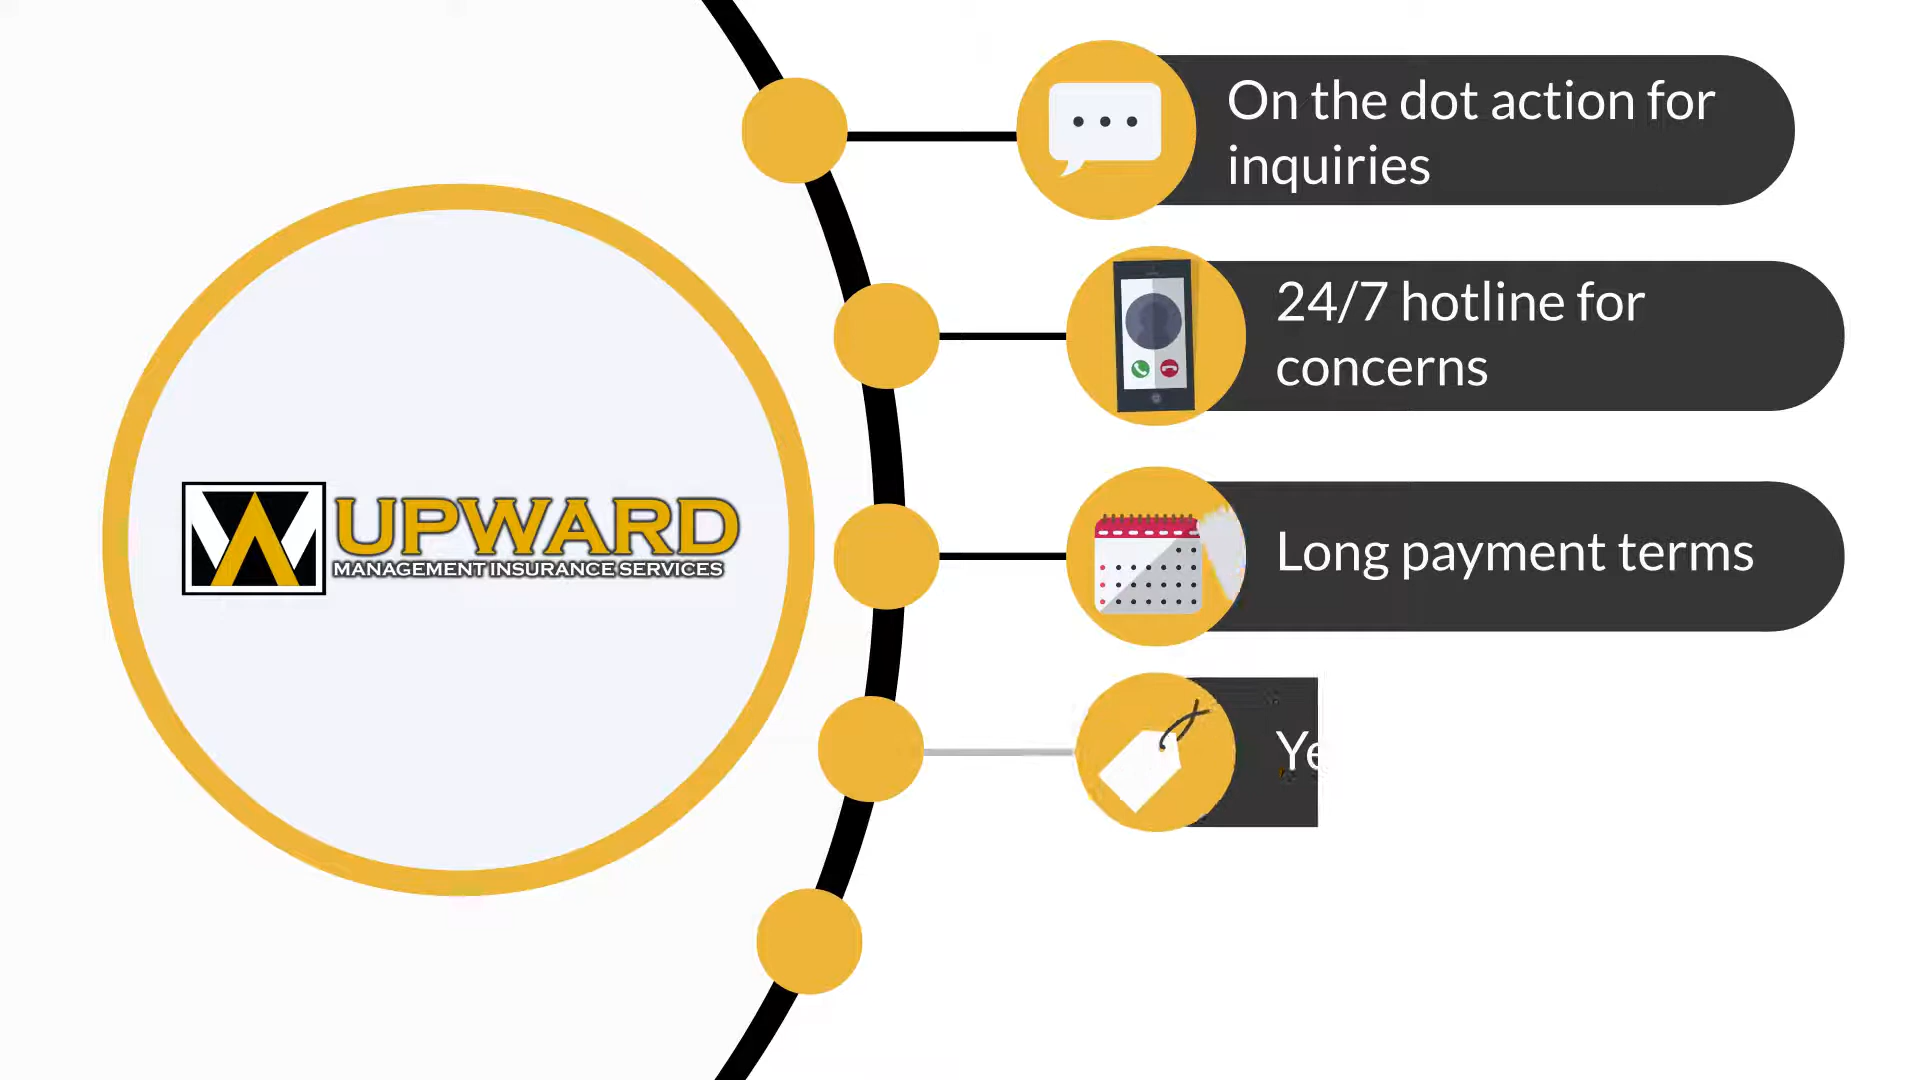 On the dot action for
inquiries
24/7 hotline for
concerns
UPWARD
MANAGEMENT INSURANCE SERVICES
Long payment terms